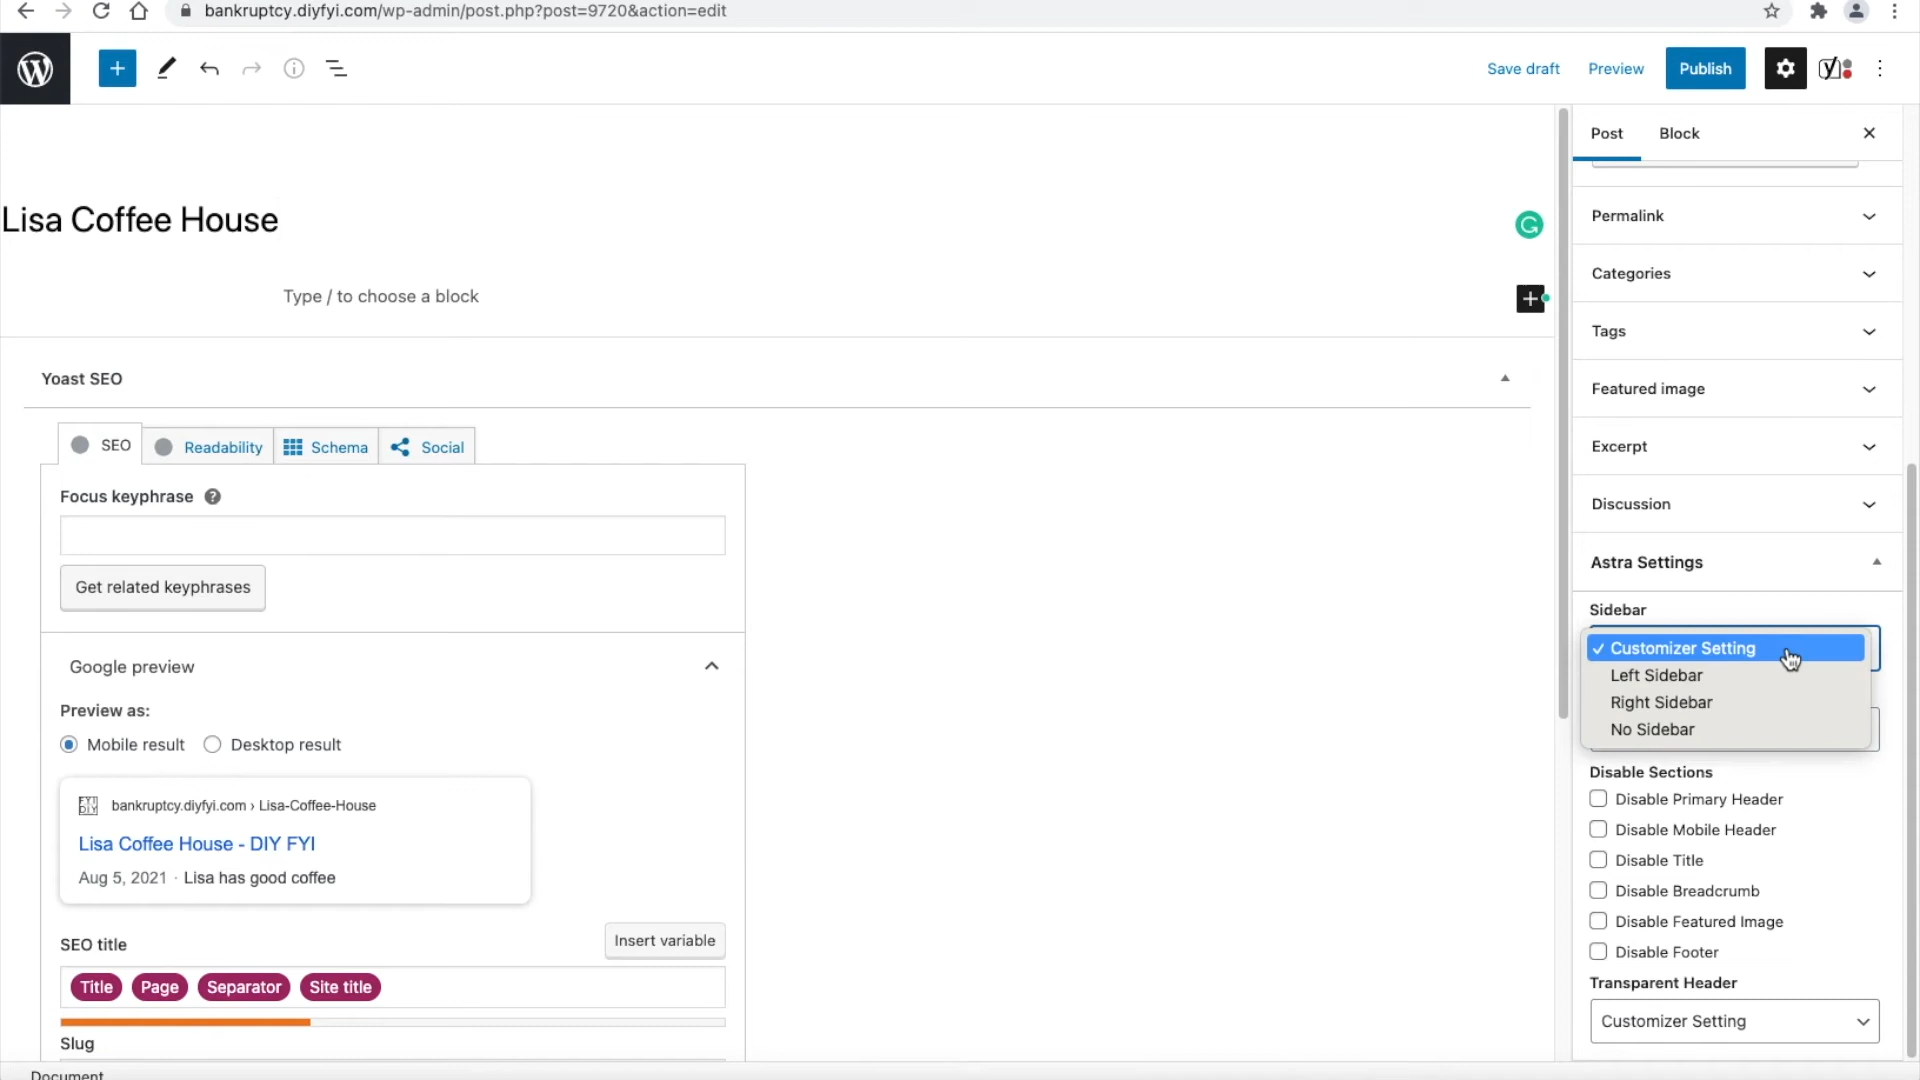 bankruptcy.diyfyi.com/wp-admin/post.php?post=9720&action=edit
Save draft
Preview
Publish
Post
Block
Lisa Coffee House
Type / to choose a block
Permalink
Categories
Tags
Featured image
Excerpt
Discussion
Astra Settings
Sidebar
✓ Customizer Setting
Left Sidebar
Right Sidebar
No Sidebar
Disable Sections
Disable Primary Header
Disable Mobile Header
Disable Title
Disable Breadcrumb
Disable Featured Image
Disable Footer
Transparent Header
Customizer Setting
Yoast SEO
SEO
Readability
Schema
Social
Focus keyphrase ?
Get related keyphrases
Google preview
Preview as:
Mobile result
Desktop result
bankruptcy.diyfyi.com › Lisa-Coffee-House
Lisa Coffee House - DIY FYI
Aug 5, 2021 · Lisa has good coffee
SEO title
Insert variable
Title
Page
Separator
Site title
Slug
Document